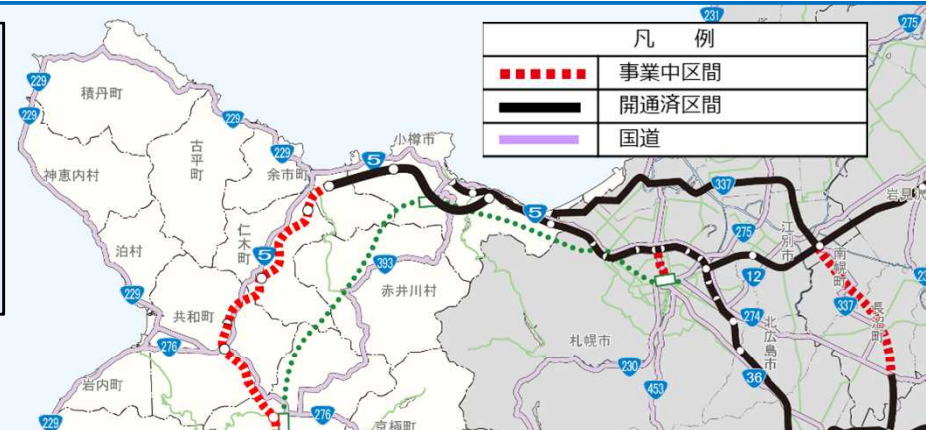 凡 例
事業中区間
開通済区間
国道
231
275
229
積丹町
229
229
古平町
229
小樽市
5
余市町
神恵内村
337
5
275
江別市
仁木町
5
泊村
393
赤井川村
12
南幌町
337
長沼町
229
共和町
276
274
北広島市
札幌市
230
36
岩内町
453
276
229
京極町